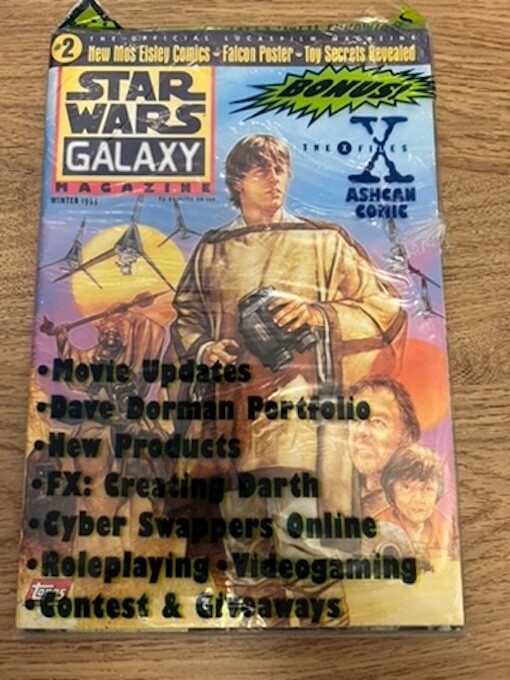 #2
THE OFFICIAL LUCASFILM MAGAZINE
New Mos Eisley Comics - Falcon Poster - Toy Secrets Revealed
STAR
WARS
GALAXY
MAGAZINE
WINTER 1995
BONUS!
THE X FILES
X
ASHCAN
COMIC
•Movie Updates
•Dave Dorman Portfolio
•New Products
•FX: Creating Darth
•Cyber Swappers Online
•Roleplaying •Videogaming
•Contest & Giveaways
Topps